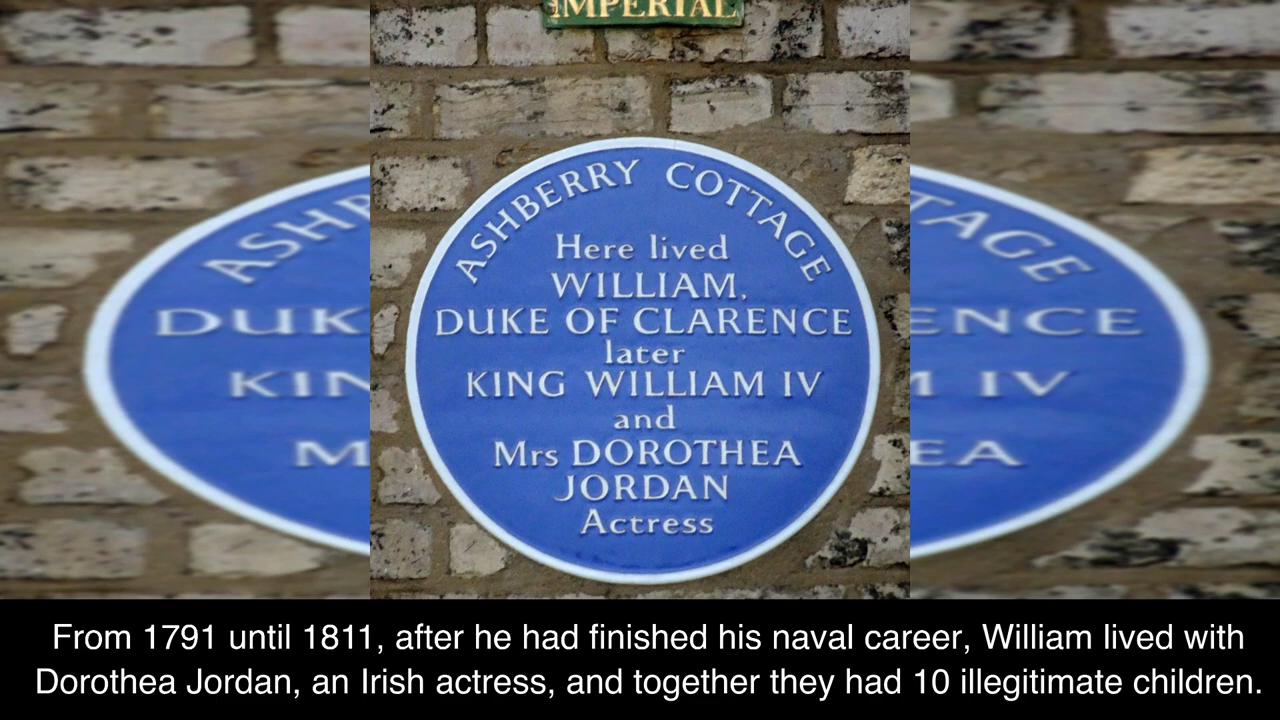 IMPERIAL
ASHBERRY COTTAGE
Here lived
WILLIAM,
DUKE OF CLARENCE
later
KING WILLIAM IV
and
Mrs DOROTHEA
JORDAN
Actress
From 1791 until 1811, after he had finished his naval career, William lived with
Dorothea Jordan, an Irish actress, and together they had 10 illegitimate children.